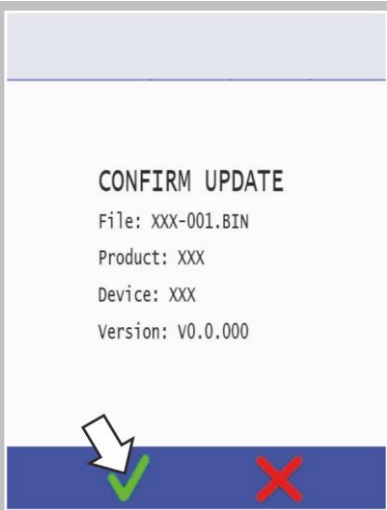 CONFIRM UPDATE
File: XXX-001.BIN
Product: XXX
Device: XXX
Version: V0.0.000